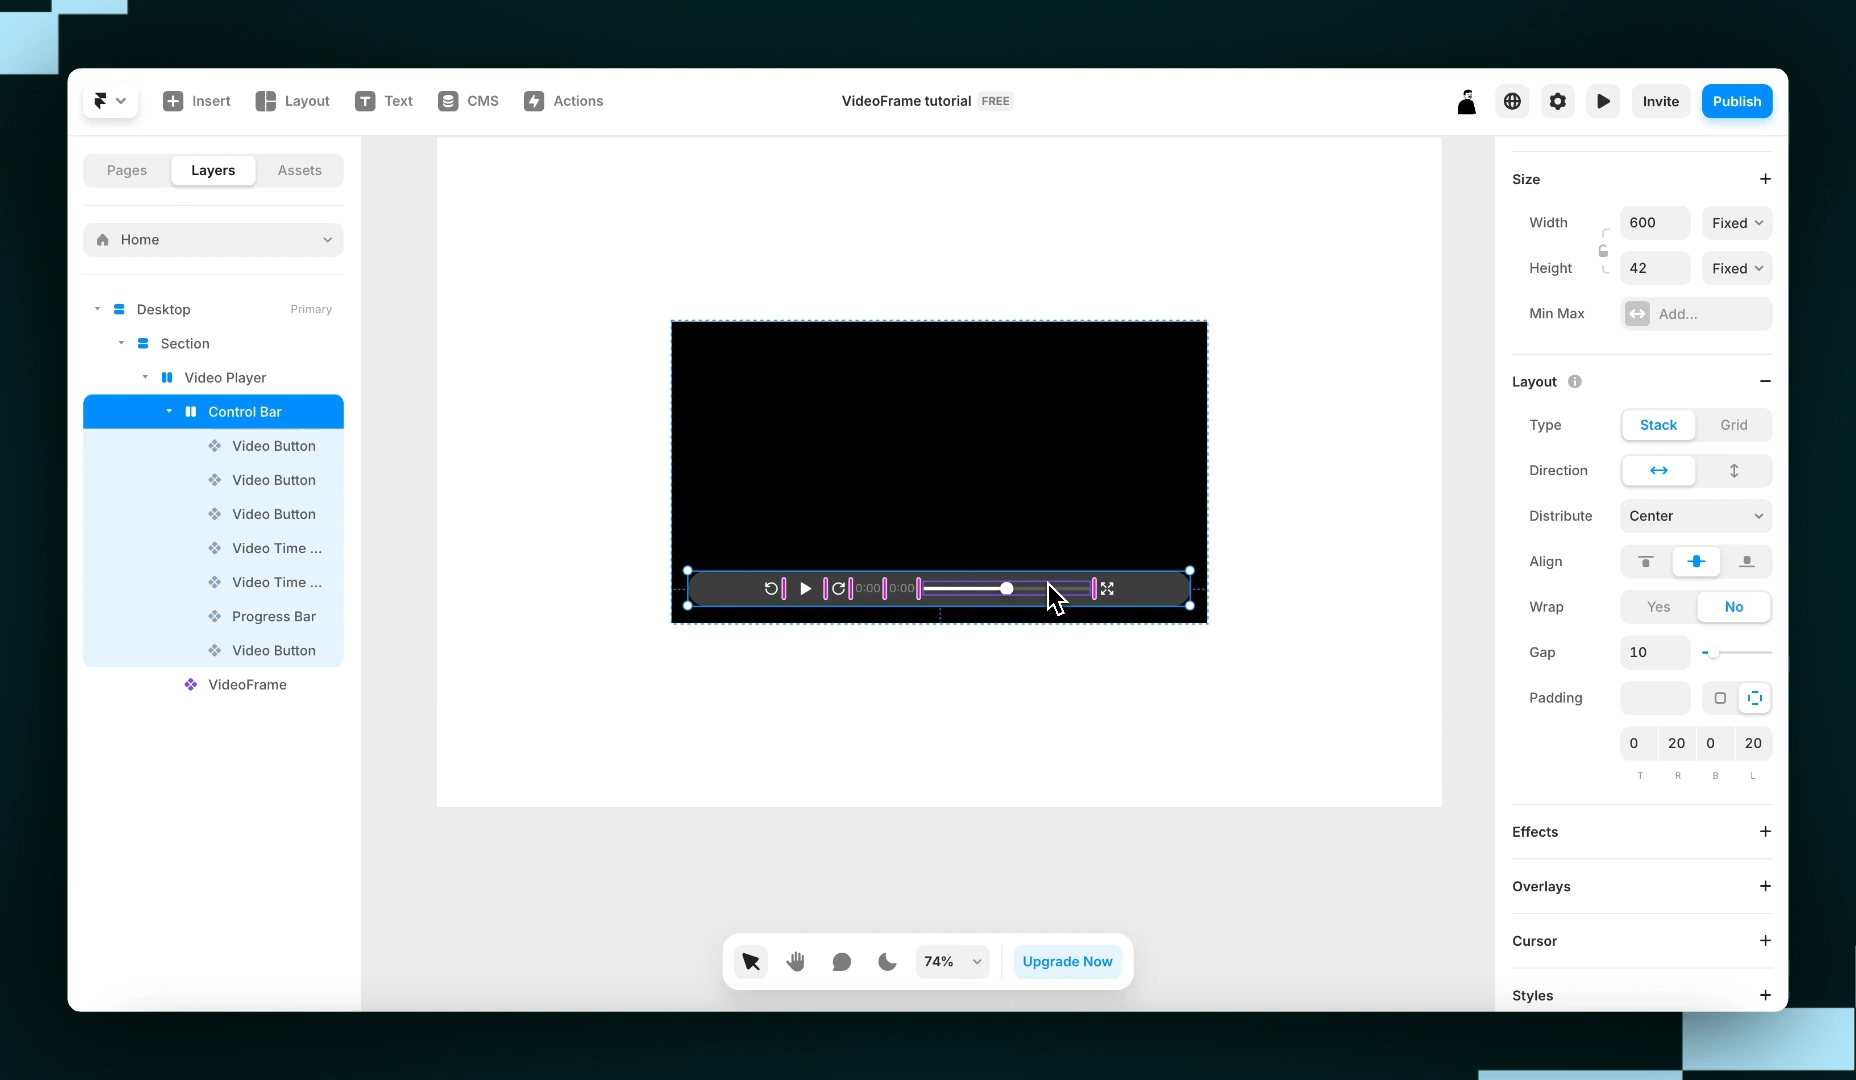 Insert
Layout
Text
CMS
Actions
VideoFrame tutorial FREE
Invite
Publish
Pages
Layers
Assets
Home
Desktop
Primary
Section
Video Player
Control Bar
Video Button
Video Button
Video Button
Video Time ...
Video Time ...
Progress Bar
Video Button
VideoFrame
0:00
0:00
74%
Upgrade Now
Size
Width 600 Fixed
Height 42 Fixed
Min Max Add...
Layout
Type Stack Grid
Direction
Distribute Center
Align
Wrap Yes No
Gap 10
Padding
0 20 0 20
T R B L
Effects
Overlays
Cursor
Styles